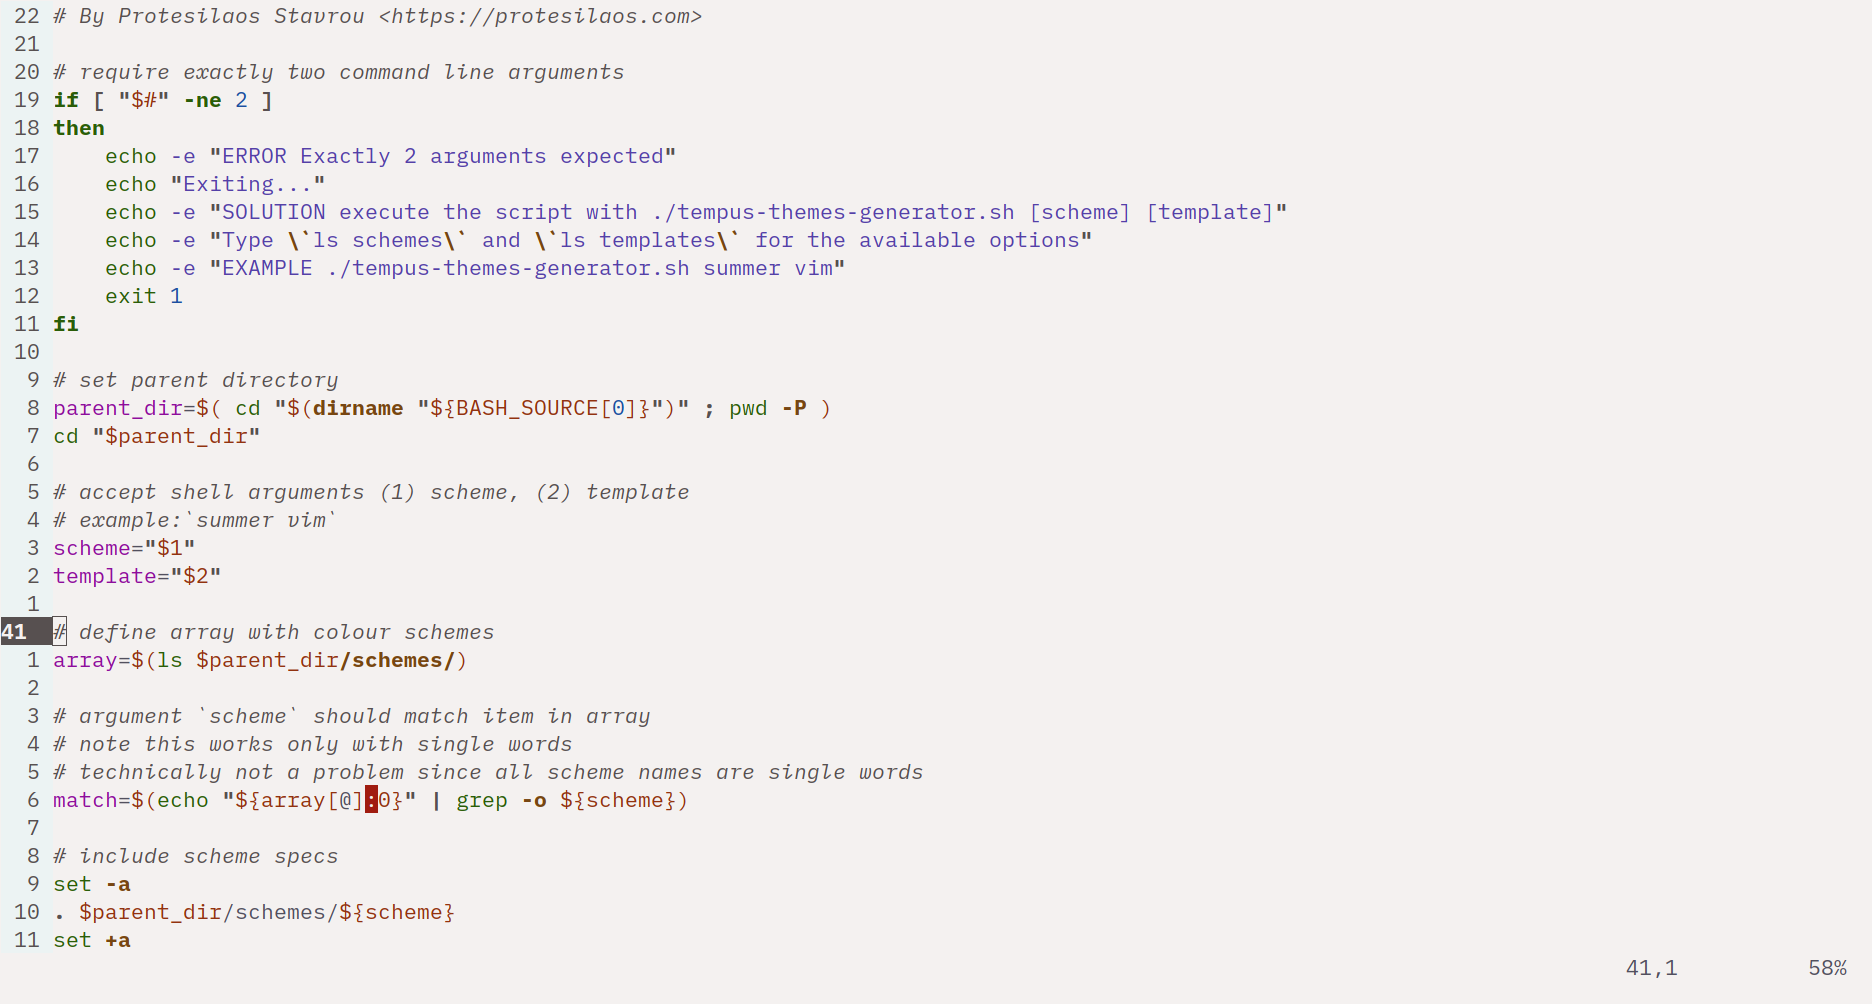 22 # By Protesilaos Stavrou <https://protesilaos.com>
21
20 # require exactly two command line arguments
19 if [ "$#" -ne 2 ]
18 then
17     echo -e "ERROR Exactly 2 arguments expected"
16     echo "Exiting..."
15     echo -e "SOLUTION execute the script with ./tempus-themes-generator.sh [scheme] [template]"
14     echo -e "Type \`ls schemes\` and \`ls templates\` for the available options"
13     echo -e "EXAMPLE ./tempus-themes-generator.sh summer vim"
12     exit 1
11 fi
10
9 # set parent directory
8 parent_dir=$( cd "$(dirname "${BASH_SOURCE[0]}")" ; pwd -P )
7 cd "$parent_dir"
6
5 # accept shell arguments (1) scheme, (2) template
4 # example:`summer vim`
3 scheme="$1"
2 template="$2"
1
41 # define array with colour schemes
1 array=$(ls $parent_dir/schemes/)
2
3 # argument `scheme` should match item in array
4 # note this works only with single words
5 # technically not a problem since all scheme names are single words
6 match=$(echo "${array[@]:0}" | grep -o ${scheme})
7
8 # include scheme specs
9 set -a
10 . $parent_dir/schemes/${scheme}
11 set +a
41,1 58%